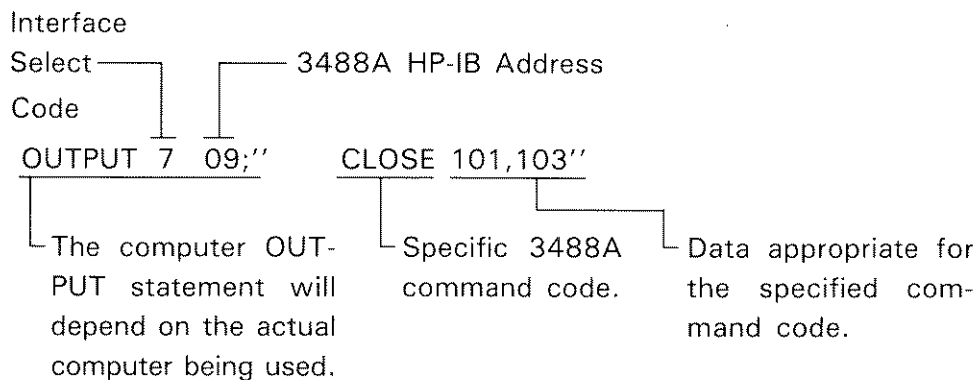 Interface
Select
Code
3488A HP-IB Address
OUTPUT 7 09;'' CLOSE 101,103''
The computer OUT-
PUT statement will
depend on the actual
computer being used.
Specific 3488A
command code.
Data appropriate for
the specified com-
mand code.